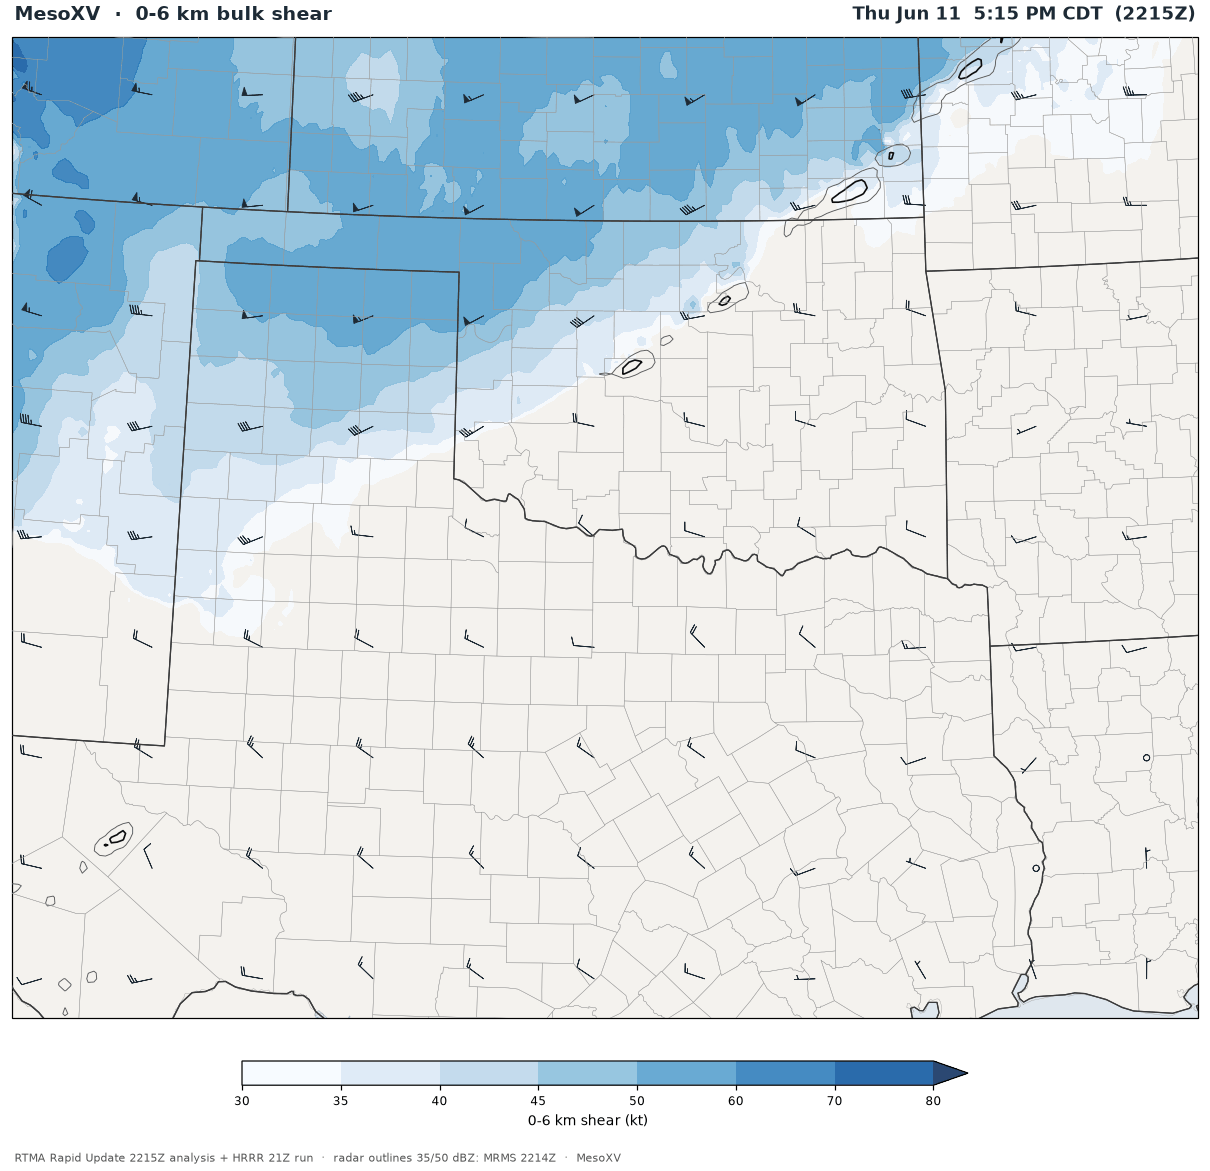 MesoXV · 0-6 km bulk shear
Thu Jun 11 5:15 PM CDT (2215Z)
30 35 40 45 50 60 70 80
0-6 km shear (kt)
RTMA Rapid Update 2215Z analysis + HRRR 21Z run · radar outlines 35/50 dBZ: MRMS 2214Z · MesoXV